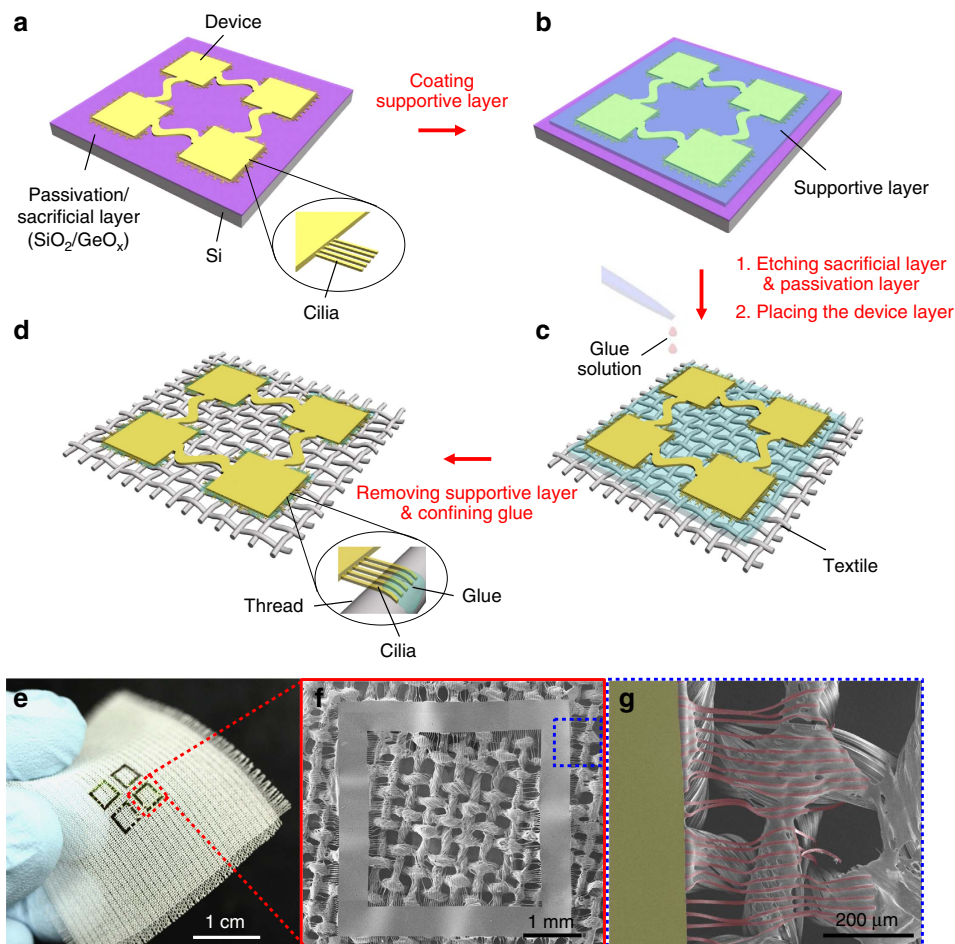 a
Device
Passivation/
sacrificial layer
(SiO₂/GeOₓ)
Si
Cilia
Coating
supportive layer
b
Supportive layer
1. Etching sacrificial layer
& passivation layer
2. Placing the device layer
c
Glue
solution
Textile
d
Removing supportive layer
& confining glue
Thread
Glue
Cilia
e
1 cm
f
1 mm
g
200 μm